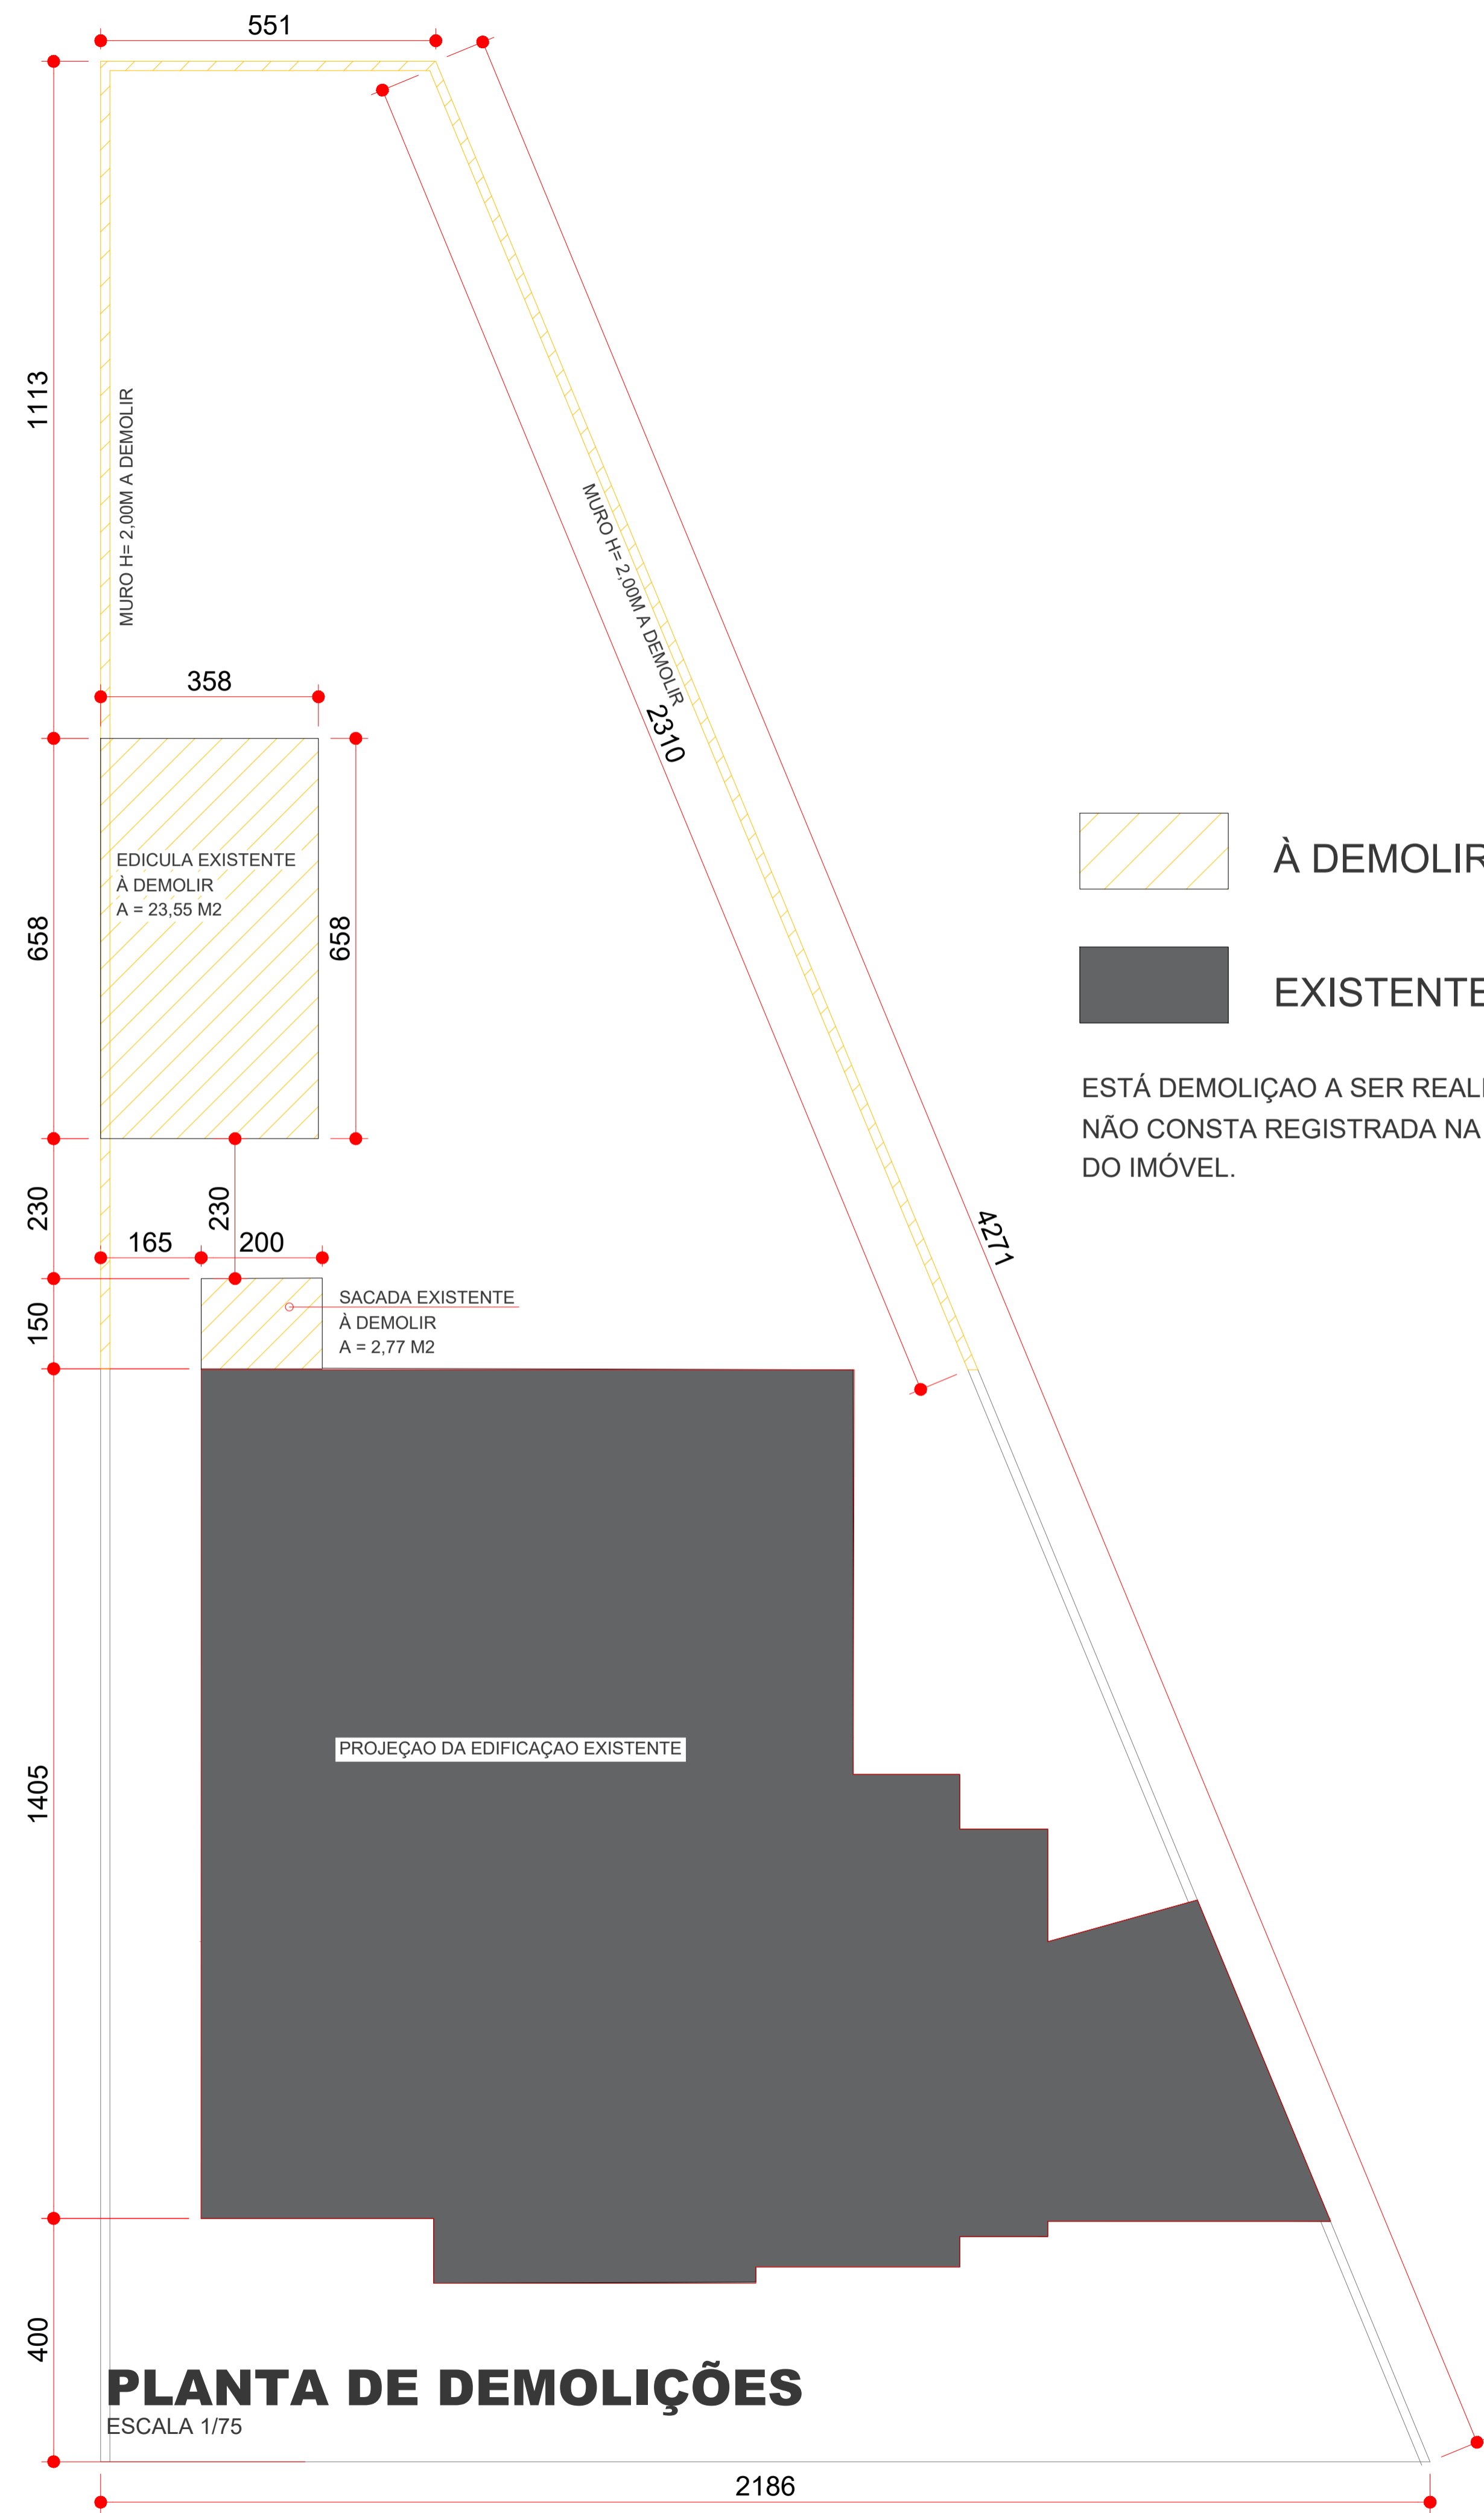 551
1113
MURO H= 2,00M A DEMOLIR
MURO H= 2,00M A DEMOLIR
2310
358
EDICULA EXISTENTE
À DEMOLIR
A = 23,55 M2
658
658
À DEMOLIR
EXISTENTE
ESTÁ DEMOLIÇAO A SER
NÃO CONSTA REGISTRADA NA
DO IMÓVEL.
230
230
165
200
4271
150
SACADA EXISTENTE
À DEMOLIR
A = 2,77 M2
PROJEÇAO DA EDIFICAÇAO EXISTENTE
1405
400
PLANTA DE DEMOLIÇÕES
ESCALA 1/75
2186